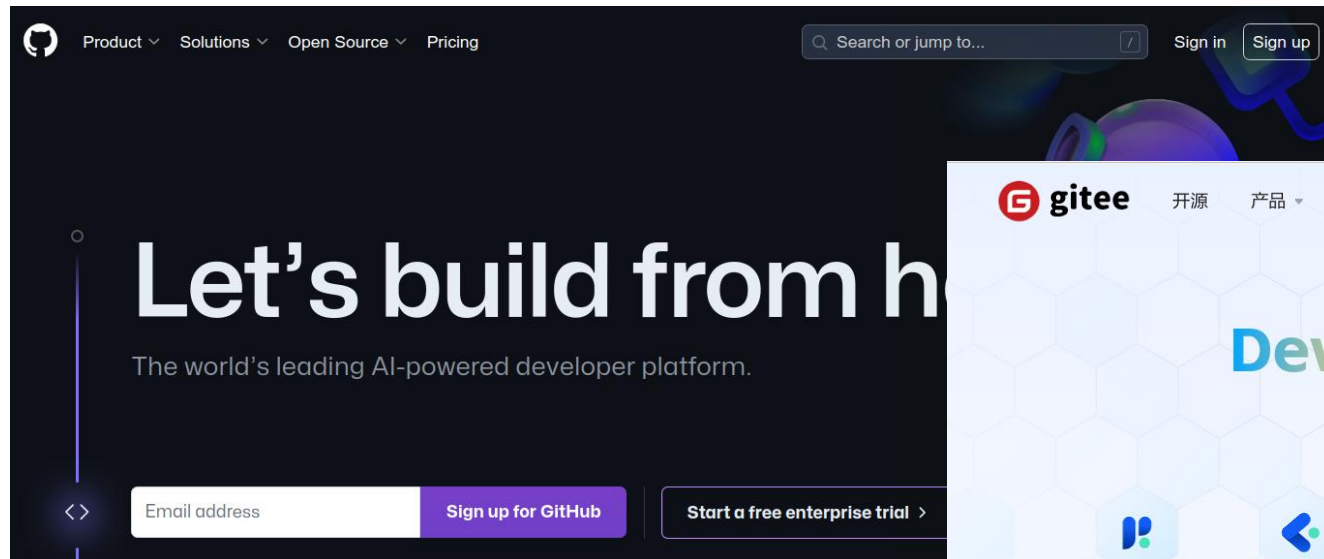 Product Solutions Open Source Pricing Search or jump to... / Sign in Sign up
gitee 开源 产品
Let's build from
The world's leading AI-powered developer platform.
Email address Sign up for GitHub Start a free enterprise trial